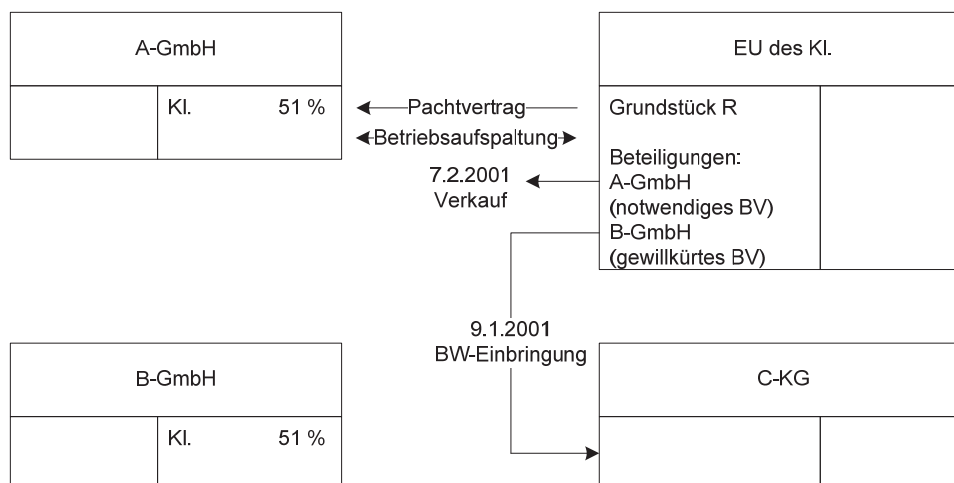 A-GmbH
Kl. 51 %
Pachtvertrag
Betriebsaufspaltung
7.2.2001
Verkauf
EU des Kl.
Grundstück R
Beteiligungen:
A-GmbH
(notwendiges BV)
B-GmbH
(gewillkürtes BV)
9.1.2001
BW-Einbringung
B-GmbH
Kl. 51 %
C-KG